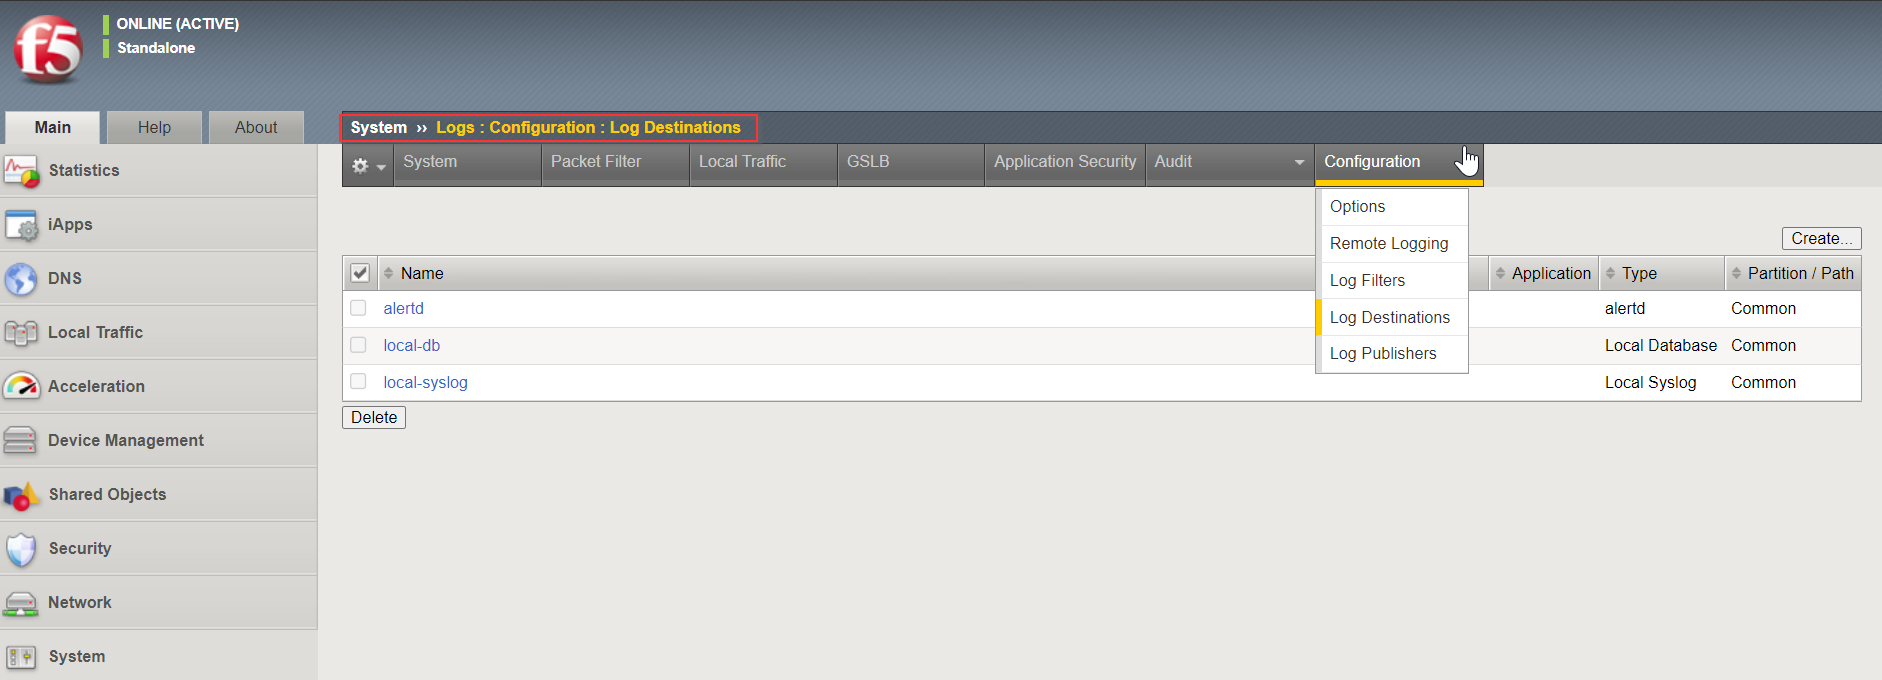 f5
ONLINE (ACTIVE)
Standalone
Main Help About
System ›› Logs : Configuration : Log Destinations
System Packet Filter Local Traffic GSLB Application Security Audit Configuration
Statistics
iApps
DNS
Local Traffic
Acceleration
Device Management
Shared Objects
Security
Network
System
Options
Remote Logging
Log Filters
Log Destinations
Log Publishers
Create...
Name Application Type Partition / Path
alertd alertd Common
local-db Local Database Common
local-syslog Local Syslog Common
Delete